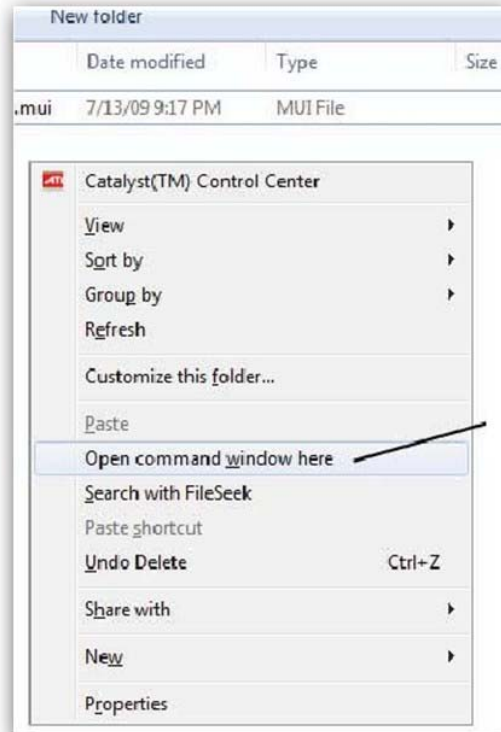 New folder
Date modified Type Size
.mui 7/13/09 9:17 PM MUI File
ATI Catalyst(TM) Control Center
View
Sort by
Group by
Refresh
Customize this folder...
Paste
Open command window here
Search with FileSeek
Paste shortcut
Undo Delete Ctrl+Z
Share with
New
Properties